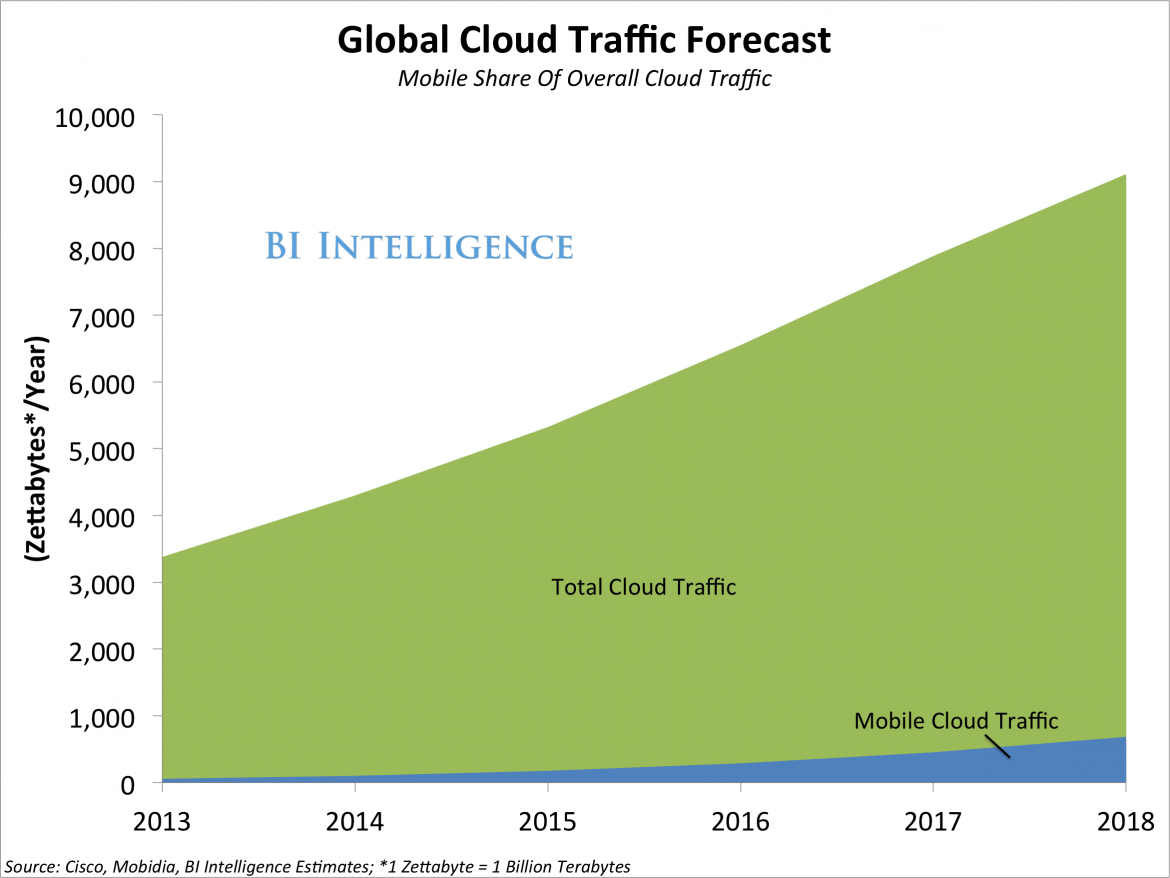 Global Cloud Traffic Forecast
Mobile Share Of Overall Cloud Traffic
10,000
9,000
8,000
7,000
6,000
5,000
4,000
3,000
2,000
1,000
0
(Zettabytes*/Year)
BI INTELLIGENCE
Total Cloud Traffic
Mobile Cloud Traffic
2013 2014 2015 2016 2017 2018
Source: Cisco, Mobidia, BI Intelligence Estimates; *1 Zettabyte = 1 Billion Terabytes